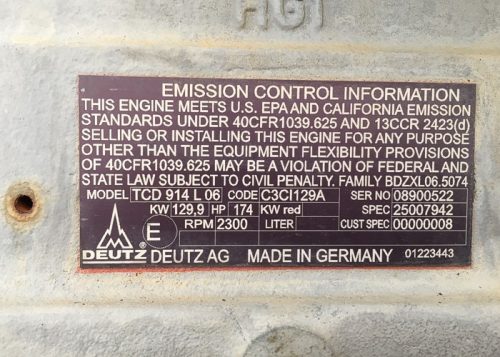 HGT
EMISSION CONTROL INFORMATION
THIS ENGINE MEETS U.S. EPA AND CALIFORNIA EMISSION
STANDARDS UNDER 40CFR1039.625 AND 13CCR 2423(d)
SELLING OR INSTALLING THIS ENGINE FOR ANY PURPOSE
OTHER THAN THE EQUIPMENT FLEXIBILITY PROVISIONS
OF 40CFR1039.625 MAY BE A VIOLATION OF FEDERAL AND
STATE LAW SUBJECT TO CIVIL PENALTY. FAMILY BDZXL06.5074
MODEL TCD 914 L 06 CODE C3CI129A SER NO 08900522
KW 129,9 HP 174 KW red SPEC 25007942
E RPM 2300 LITER CUST SPEC 00000008
DEUTZ DEUTZ AG MADE IN GERMANY 01223443